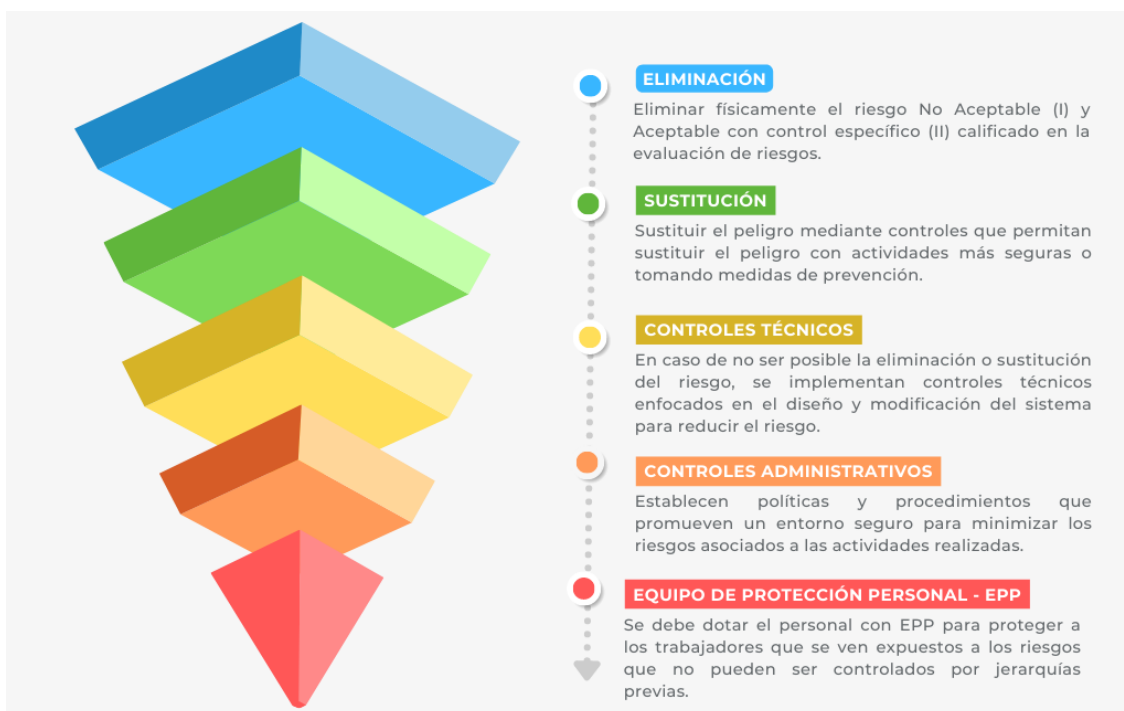 ELIMINACIÓN
Eliminar físicamente el riesgo No Aceptable (I) y
Aceptable con control específico (II) calificado en la
evaluación de riesgos.
SUSTITUCIÓN
Sustituir el peligro mediante controles que permitan
sustituir el peligro con actividades más seguras o
tomando medidas de prevención.
CONTROLES TÉCNICOS
En caso de no ser posible la eliminación o sustitución
del riesgo, se implementan controles técnicos
enfocados en el diseño y modificación del sistema
para reducir el riesgo.
CONTROLES ADMINISTRATIVOS
Establecen políticas y procedimientos que
promueven un entorno seguro para minimizar los
riesgos asociados a las actividades realizadas.
EQUIPO DE PROTECCIÓN PERSONAL - EPP
Se debe dotar el personal con EPP para proteger a
los trabajadores que se ven expuestos a los riesgos
que no pueden ser controlados por jerarquías
previas.